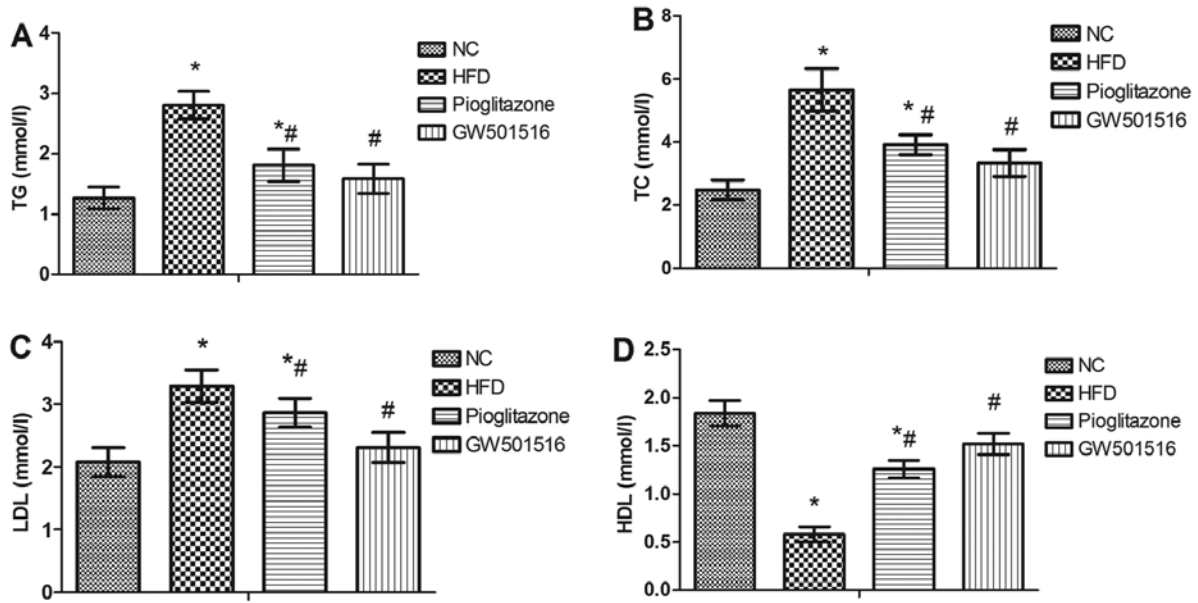 A
TG (mmol/l)
4
3
2
1
0
*
*#
#
NC
HFD
Pioglitazone
GW501516
B
TC (mmol/l)
8
6
4
2
0
*
* #
#
NC
HFD
Pioglitazone
GW501516
C
LDL (mmol/l)
4
3
2
1
0
*
*#
#
NC
HFD
Pioglitazone
GW501516
D
HDL (mmol/l)
2.5
2.0
1.5
1.0
0.5
0.0
*
*#
#
NC
HFD
Pioglitazone
GW501516